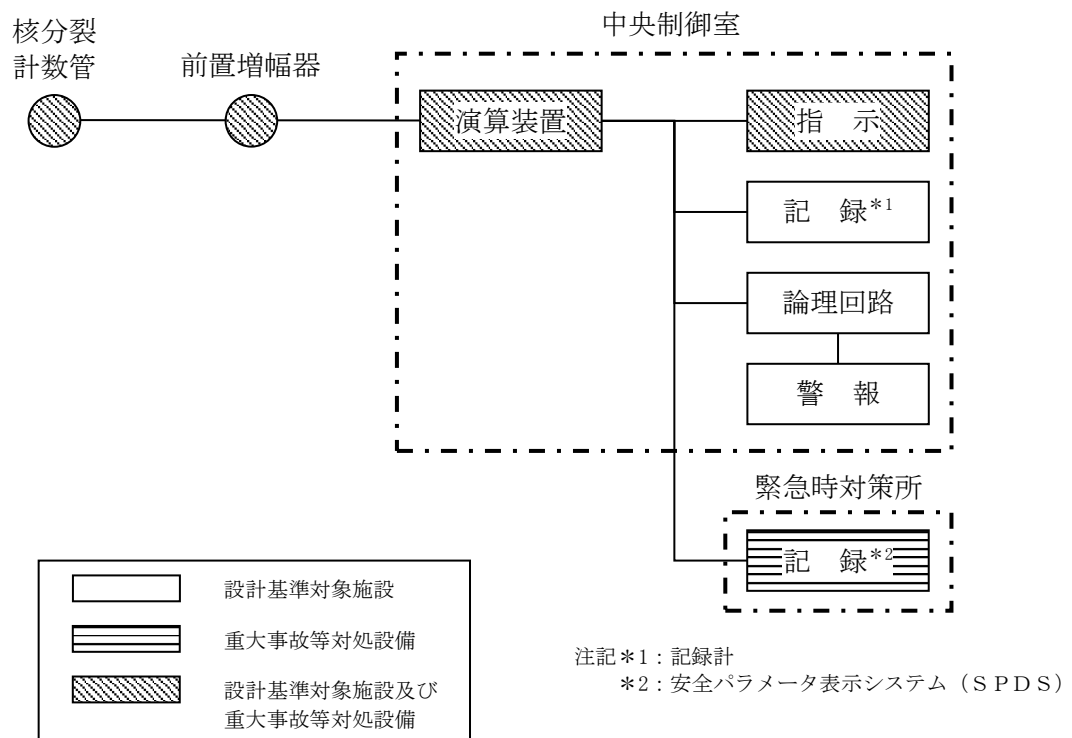 中央制御室
核分裂
計数管
前置増幅器
演算装置
指　示
記　録*1
論理回路
警　報
緊急時対策所
記　録*2
設計基準対象施設
重大事故等対処設備
設計基準対象施設及び
重大事故等対処設備
注記＊1：記録計
＊2：安全パラメータ表示システム（ＳＰＤＳ）